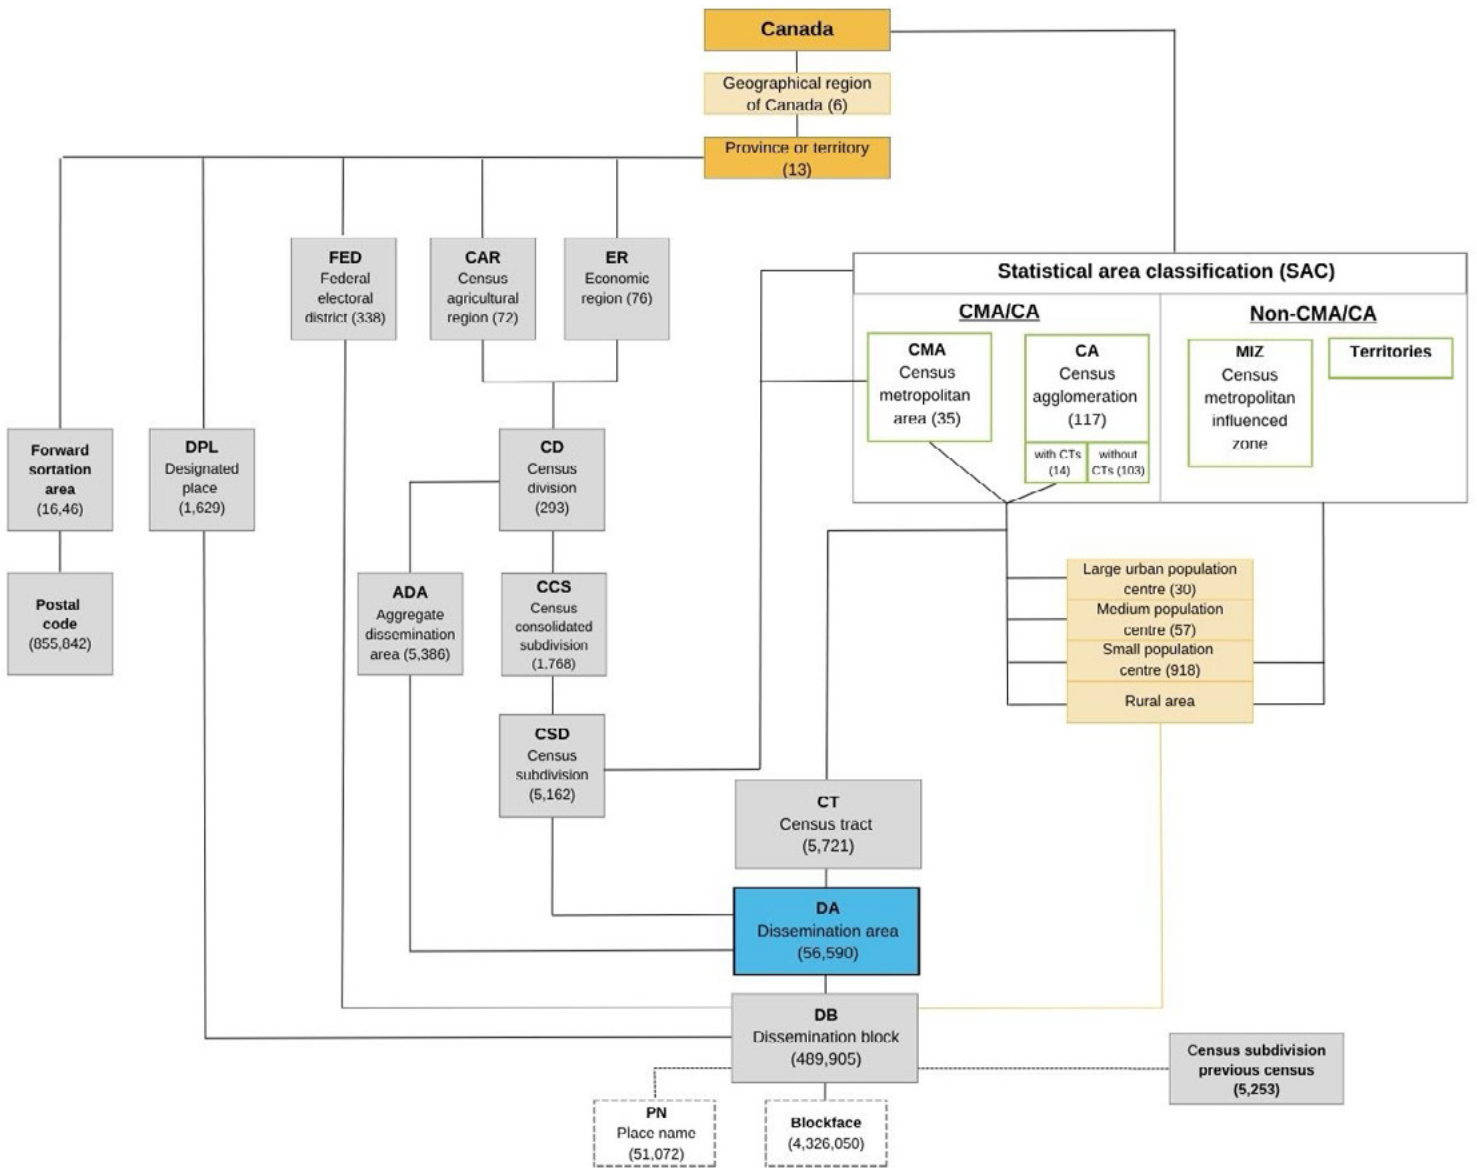 Canada
Geographical region
of Canada (6)
Province or territory
(13)
FED
Federal
electoral
district (338)
CAR
Census
agricultural
region (72)
ER
Economic
region (76)
Statistical area classification (SAC)
CMA/CA
Non-CMA/CA
CMA
Census
metropolitan
area (35)
CA
Census
agglomeration
(117)
with CTs
(14)
without
CTs (103)
MIZ
Census
metropolitan
influenced
zone
Territories
Forward
sortation
area
(16,46)
DPL
Designated
place
(1,629)
CD
Census
division
(293)
Postal
code
(855,842)
ADA
Aggregate
dissemination
area (5,386)
CCS
Census
consolidated
subdivision
(1,768)
Large urban population
centre (30)
Medium population
centre (57)
Small population
centre (918)
Rural area
CSD
Census
subdivision
(5,162)
CT
Census tract
(5,721)
DA
Dissemination area
(56,590)
DB
Dissemination block
(489,905)
Census subdivision
previous census
(5,253)
PN
Place name
(51,072)
Blockface
(4,326,050)